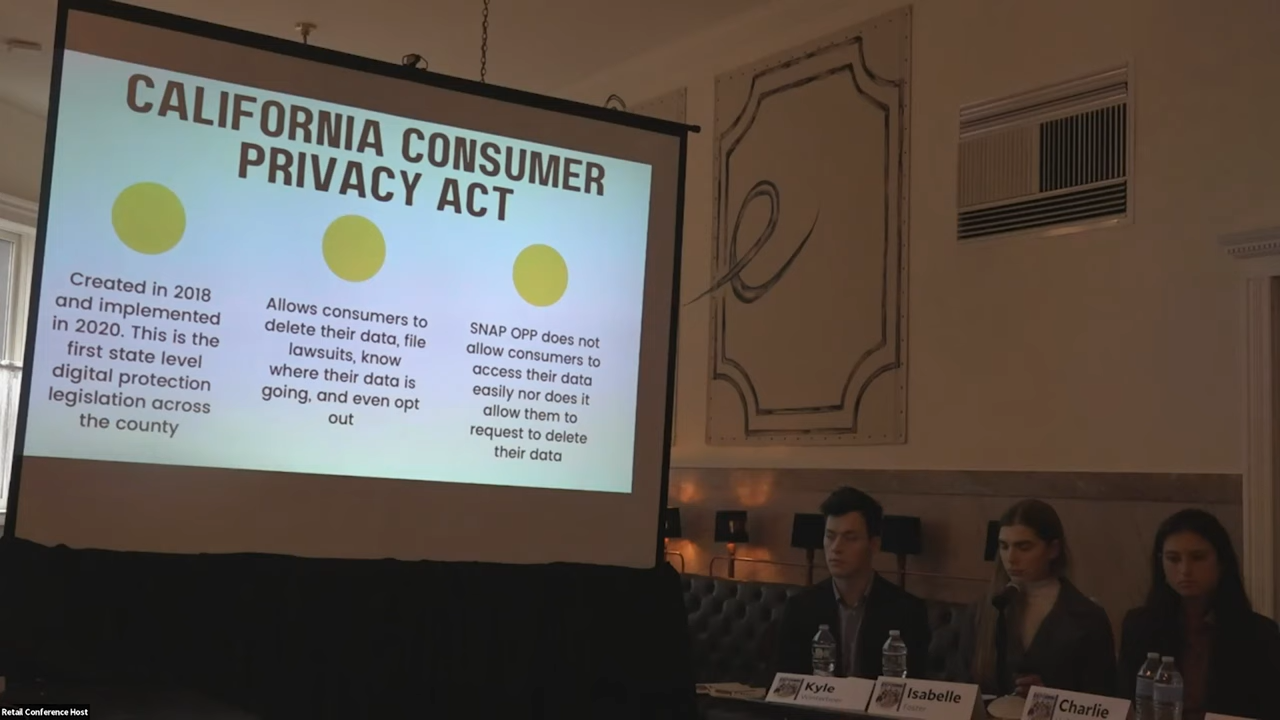 CALIFORNIA CONSUMER
PRIVACY ACT
Created in 2018
and implemented
in 2020. This is the
first state level
digital protection
legislation across
the county
Allows consumers to
delete their data, file
lawsuits, know
where their data is
going, and even opt
out
SNAP OPP does not
allow consumers to
access their data
easily nor does it
allow them to
request to delete
their data
e
Kyle
Isabelle
Foster
Charlie
Retail Conference Host